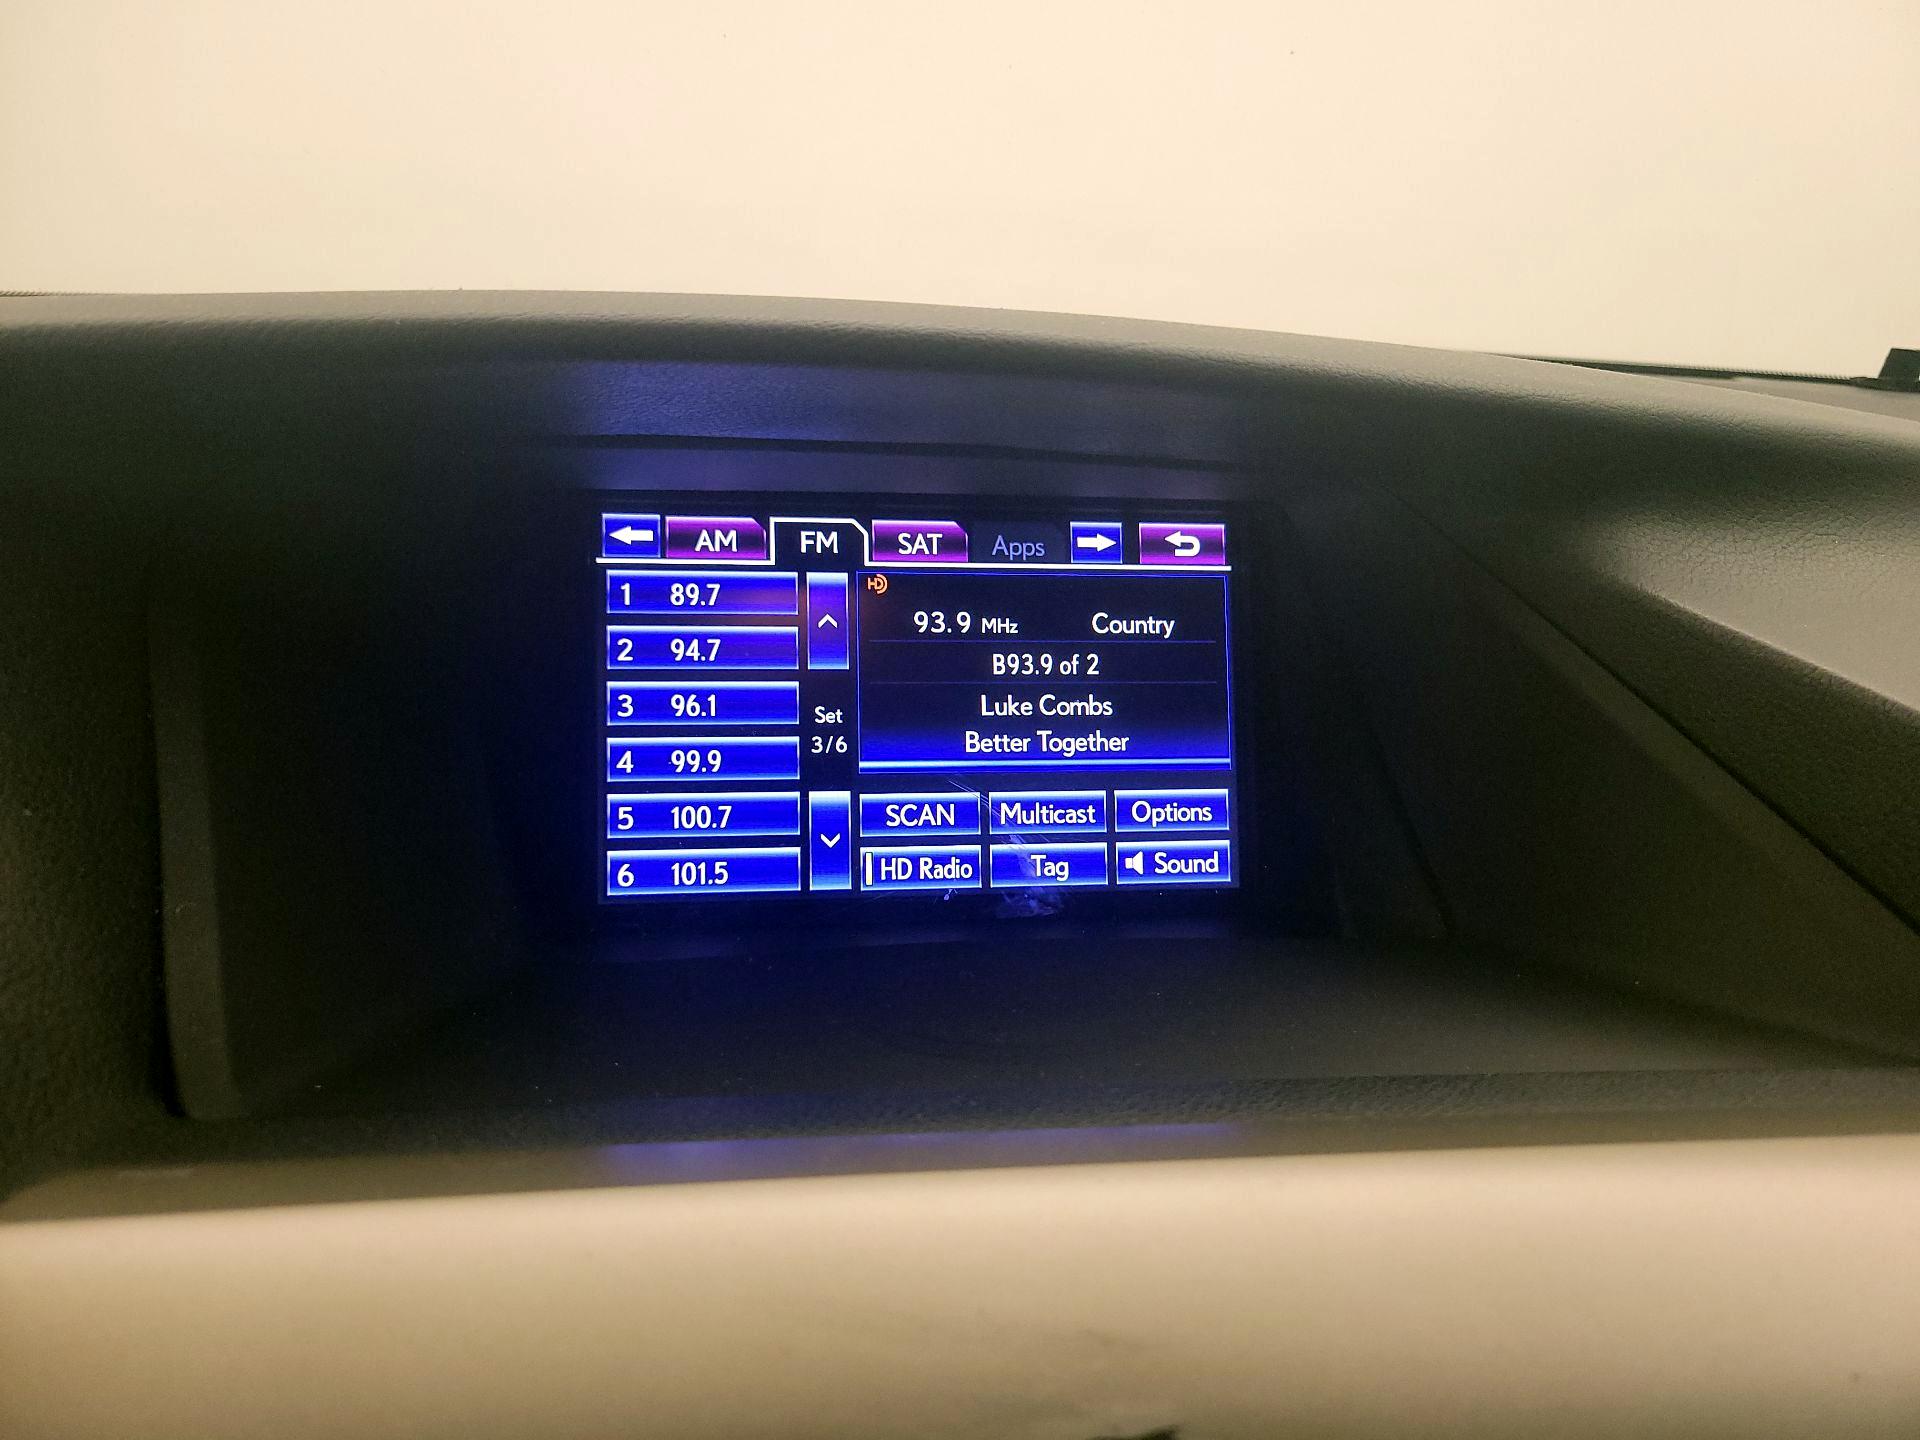 AM FM SAT Apps
1 89.7
2 94.7
3 96.1
4 99.9
5 100.7
6 101.5
Set
3/6
HD
93.9 MHz Country
B93.9 of 2
Luke Combs
Better Together
SCAN Multicast Options
HD Radio Tag Sound